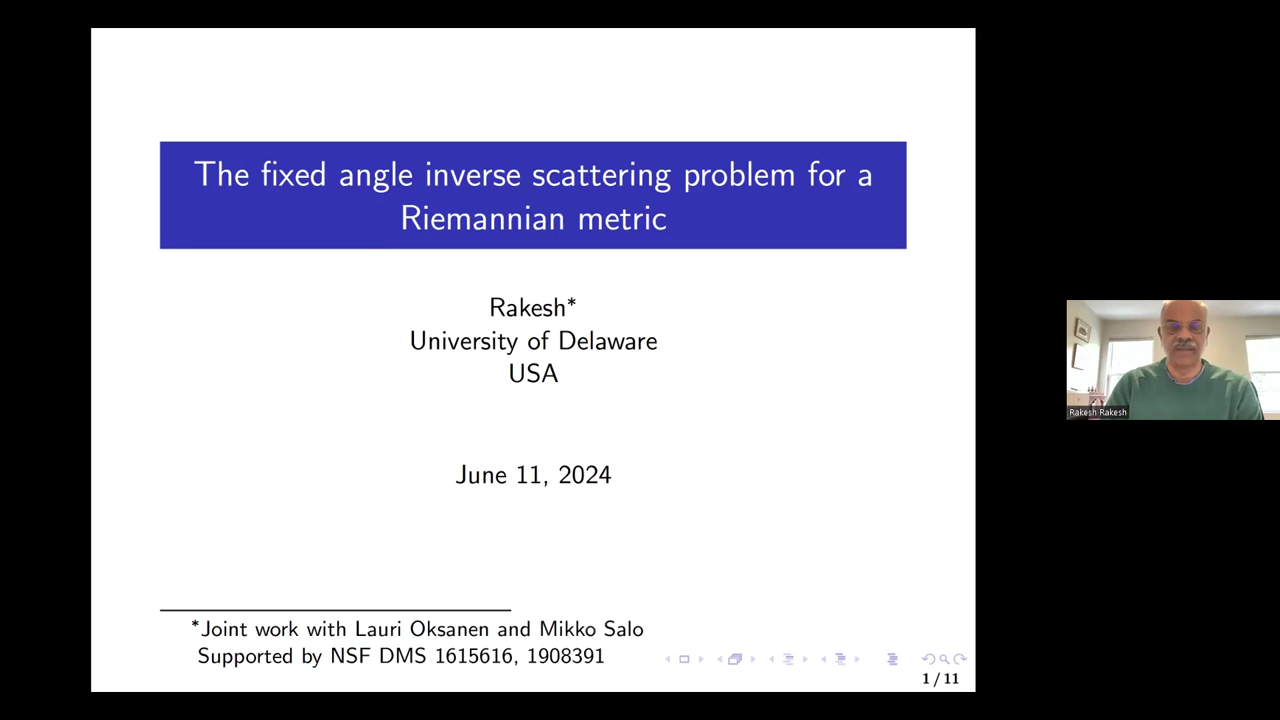 The fixed angle inverse scattering problem for a
Riemannian metric
Rakesh*
University of Delaware
USA
June 11, 2024
*Joint work with Lauri Oksanen and Mikko Salo
Supported by NSF DMS 1615616, 1908391
1 / 11
Rakesh Rakesh